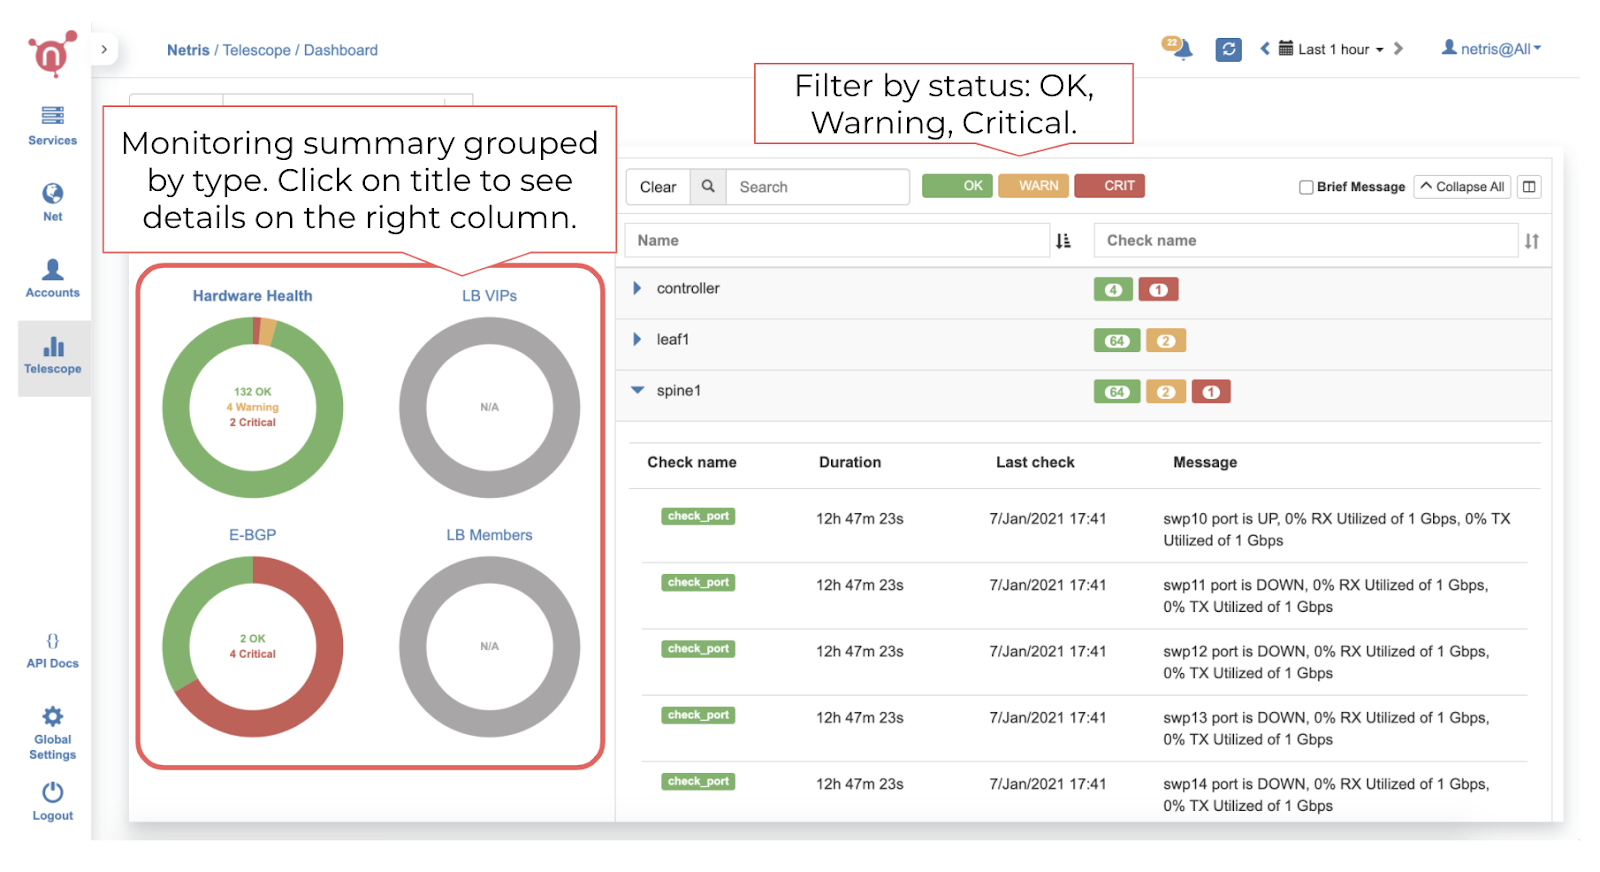 Netris / Telescope / Dashboard
22
Last 1 hour
netris@All
Services
Net
Accounts
Telescope
{}
API Docs
Global
Settings
Logout
Monitoring summary grouped
by type. Click on title to see
details on the right column.
Filter by status: OK,
Warning, Critical.
Hardware Health
132 OK
4 Warning
2 Critical
LB VIPs
N/A
E-BGP
2 OK
4 Critical
LB Members
N/A
Clear
Search
OK
WARN
CRIT
Brief Message
Collapse All
Name
Check name
controller
4
1
leaf1
64
2
spine1
64
2
1
Check name
Duration
Last check
Message
check_port
12h 47m 23s
7/Jan/2021 17:41
swp10 port is UP, 0% RX Utilized of 1 Gbps, 0% TX
Utilized of 1 Gbps
check_port
12h 47m 23s
7/Jan/2021 17:41
swp11 port is DOWN, 0% RX Utilized of 1 Gbps,
0% TX Utilized of 1 Gbps
check_port
12h 47m 23s
7/Jan/2021 17:41
swp12 port is DOWN, 0% RX Utilized of 1 Gbps,
0% TX Utilized of 1 Gbps
check_port
12h 47m 23s
7/Jan/2021 17:41
swp13 port is DOWN, 0% RX Utilized of 1 Gbps,
0% TX Utilized of 1 Gbps
check_port
12h 47m 23s
7/Jan/2021 17:41
swp14 port is DOWN, 0% RX Utilized of 1 Gbps,
0% TX Utilized of 1 Gbps